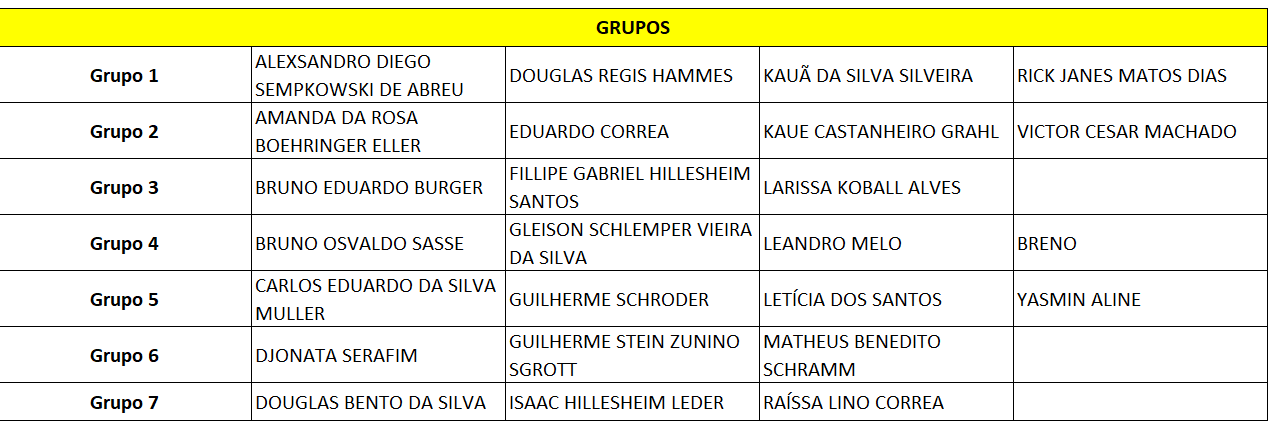 GRUPOS
Grupo 1
ALEXSANDRO DIEGO
SEMPKOWSKI DE ABREU
DOUGLAS REGIS HAMMES
KAUÃ DA SILVA SILVEIRA
RICK JANES MATOS DIAS
Grupo 2
AMANDA DA ROSA
BOEHRINGER ELLER
EDUARDO CORREA
KAUE CASTANHEIRO GRAHL
VICTOR CESAR MACHADO
Grupo 3
BRUNO EDUARDO BURGER
FILLIPE GABRIEL HILLESHEIM
SANTOS
LARISSA KOBALL ALVES
Grupo 4
BRUNO OSVALDO SASSE
GLEISON SCHLEMPER VIEIRA
DA SILVA
LEANDRO MELO
BRENO
Grupo 5
CARLOS EDUARDO DA SILVA
MULLER
GUILHERME SCHRODER
LETÍCIA DOS SANTOS
YASMIN ALINE
Grupo 6
DJONATA SERAFIM
GUILHERME STEIN ZUNINO
SGROTT
MATHEUS BENEDITO
SCHRAMM
Grupo 7
DOUGLAS BENTO DA SILVA
ISAAC HILLESHEIM LEDER
RAÍSSA LINO CORREA